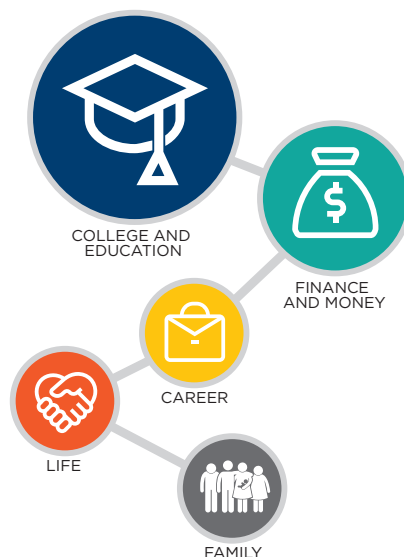 $
COLLEGE AND
EDUCATION
FINANCE
AND MONEY
CAREER
LIFE
FAMILY